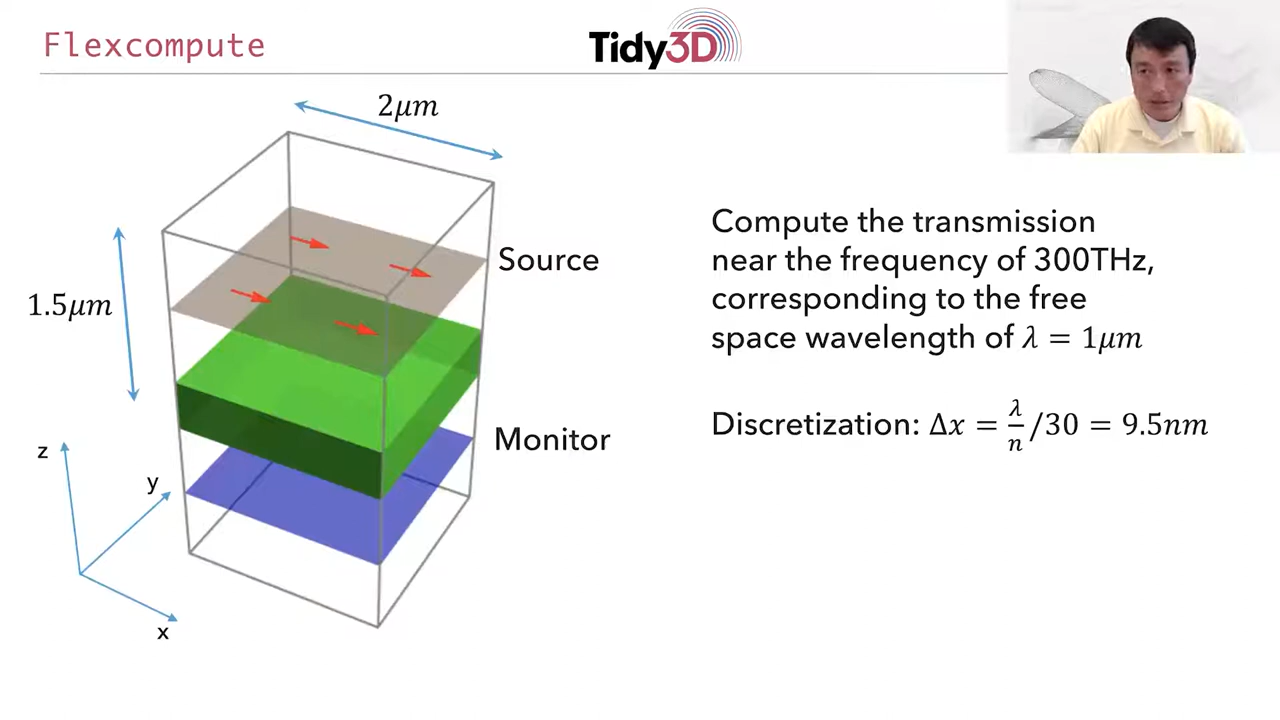 Flexcompute
Tidy3D
2μm
Source
1.5μm
Monitor
z
y
x
Compute the transmission
near the frequency of 300THz,
corresponding to the free
space wavelength of λ = 1μm
Discretization: Δx = λ/n /30 = 9.5nm